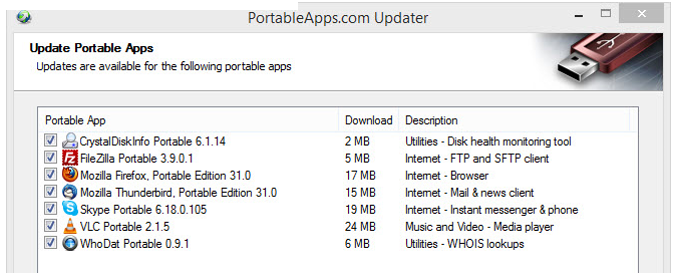 PortableApps.com Updater
Update Portable Apps
Updates are available for the following portable apps
Portable App Download Description
CrystalDiskInfo Portable 6.1.14 2 MB Utilities - Disk health monitoring tool
FileZilla Portable 3.9.0.1 5 MB Internet - FTP and SFTP client
Mozilla Firefox, Portable Edition 31.0 17 MB Internet - Browser
Mozilla Thunderbird, Portable Edition 31.0 15 MB Internet - Mail & news client
Skype Portable 6.18.0.105 19 MB Internet - Instant messenger & phone
VLC Portable 2.1.5 24 MB Music and Video - Media player
WhoDat Portable 0.9.1 6 MB Utilities - WHOIS lookups